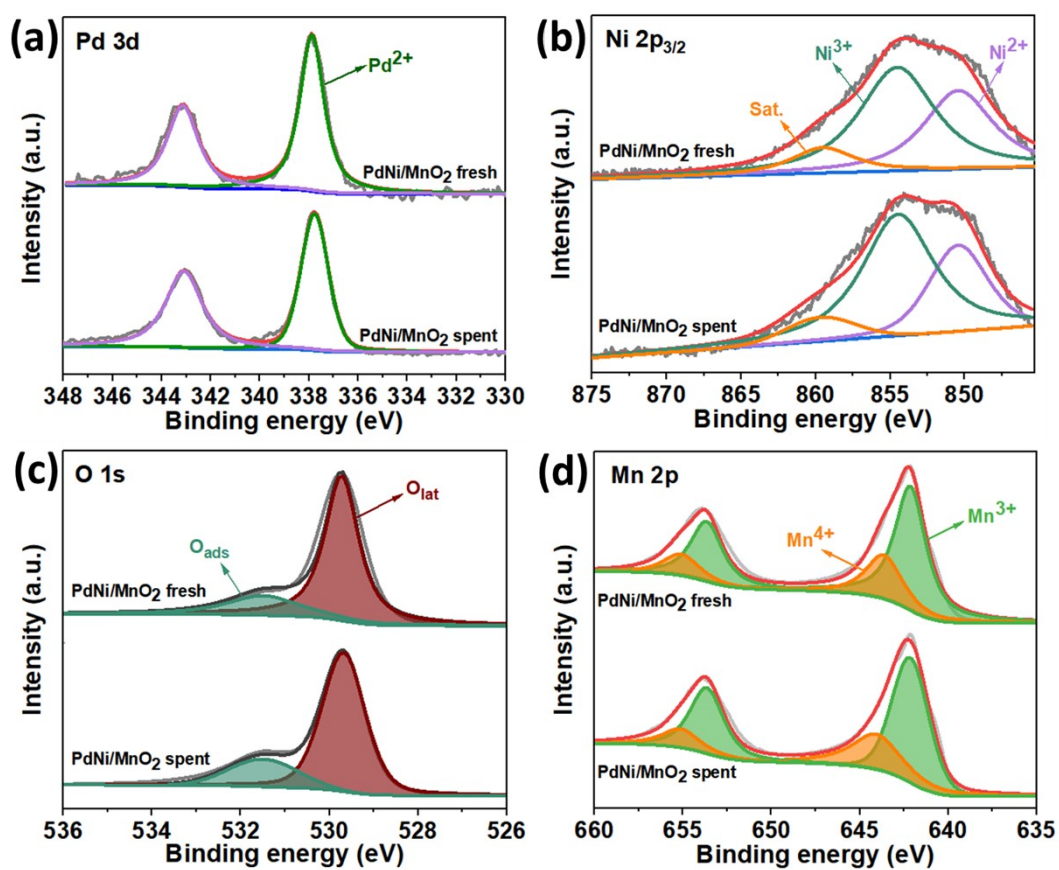 (a)
Pd 3d
Pd2+
PdNi/MnO2 fresh
PdNi/MnO2 spent
Intensity (a.u.)
348 346 344 342 340 338 336 334 332 330
Binding energy (eV)
(b)
Ni 2p3/2
Ni3+
Ni2+
Sat.
PdNi/MnO2 fresh
PdNi/MnO2 spent
Intensity (a.u.)
875 870 865 860 855 850
Binding energy (eV)
(c)
O 1s
Olat
Oads
PdNi/MnO2 fresh
PdNi/MnO2 spent
Intensity (a.u.)
536 534 532 530 528 526
Binding energy (eV)
(d)
Mn 2p
Mn3+
Mn4+
PdNi/MnO2 fresh
PdNi/MnO2 spent
Intensity (a.u.)
660 655 650 645 640 635
Binding energy (eV)